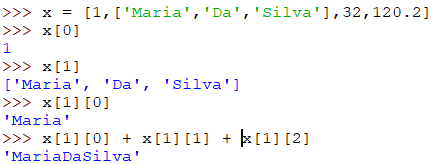 >>> x = [1,['Maria','Da','Silva'],32,120.2]
>>> x[0]
1
>>> x[1]
['Maria', 'Da', 'Silva']
>>> x[1][0]
'Maria'
>>> x[1][0] + x[1][1] + x[1][2]
'MariaDaSilva'